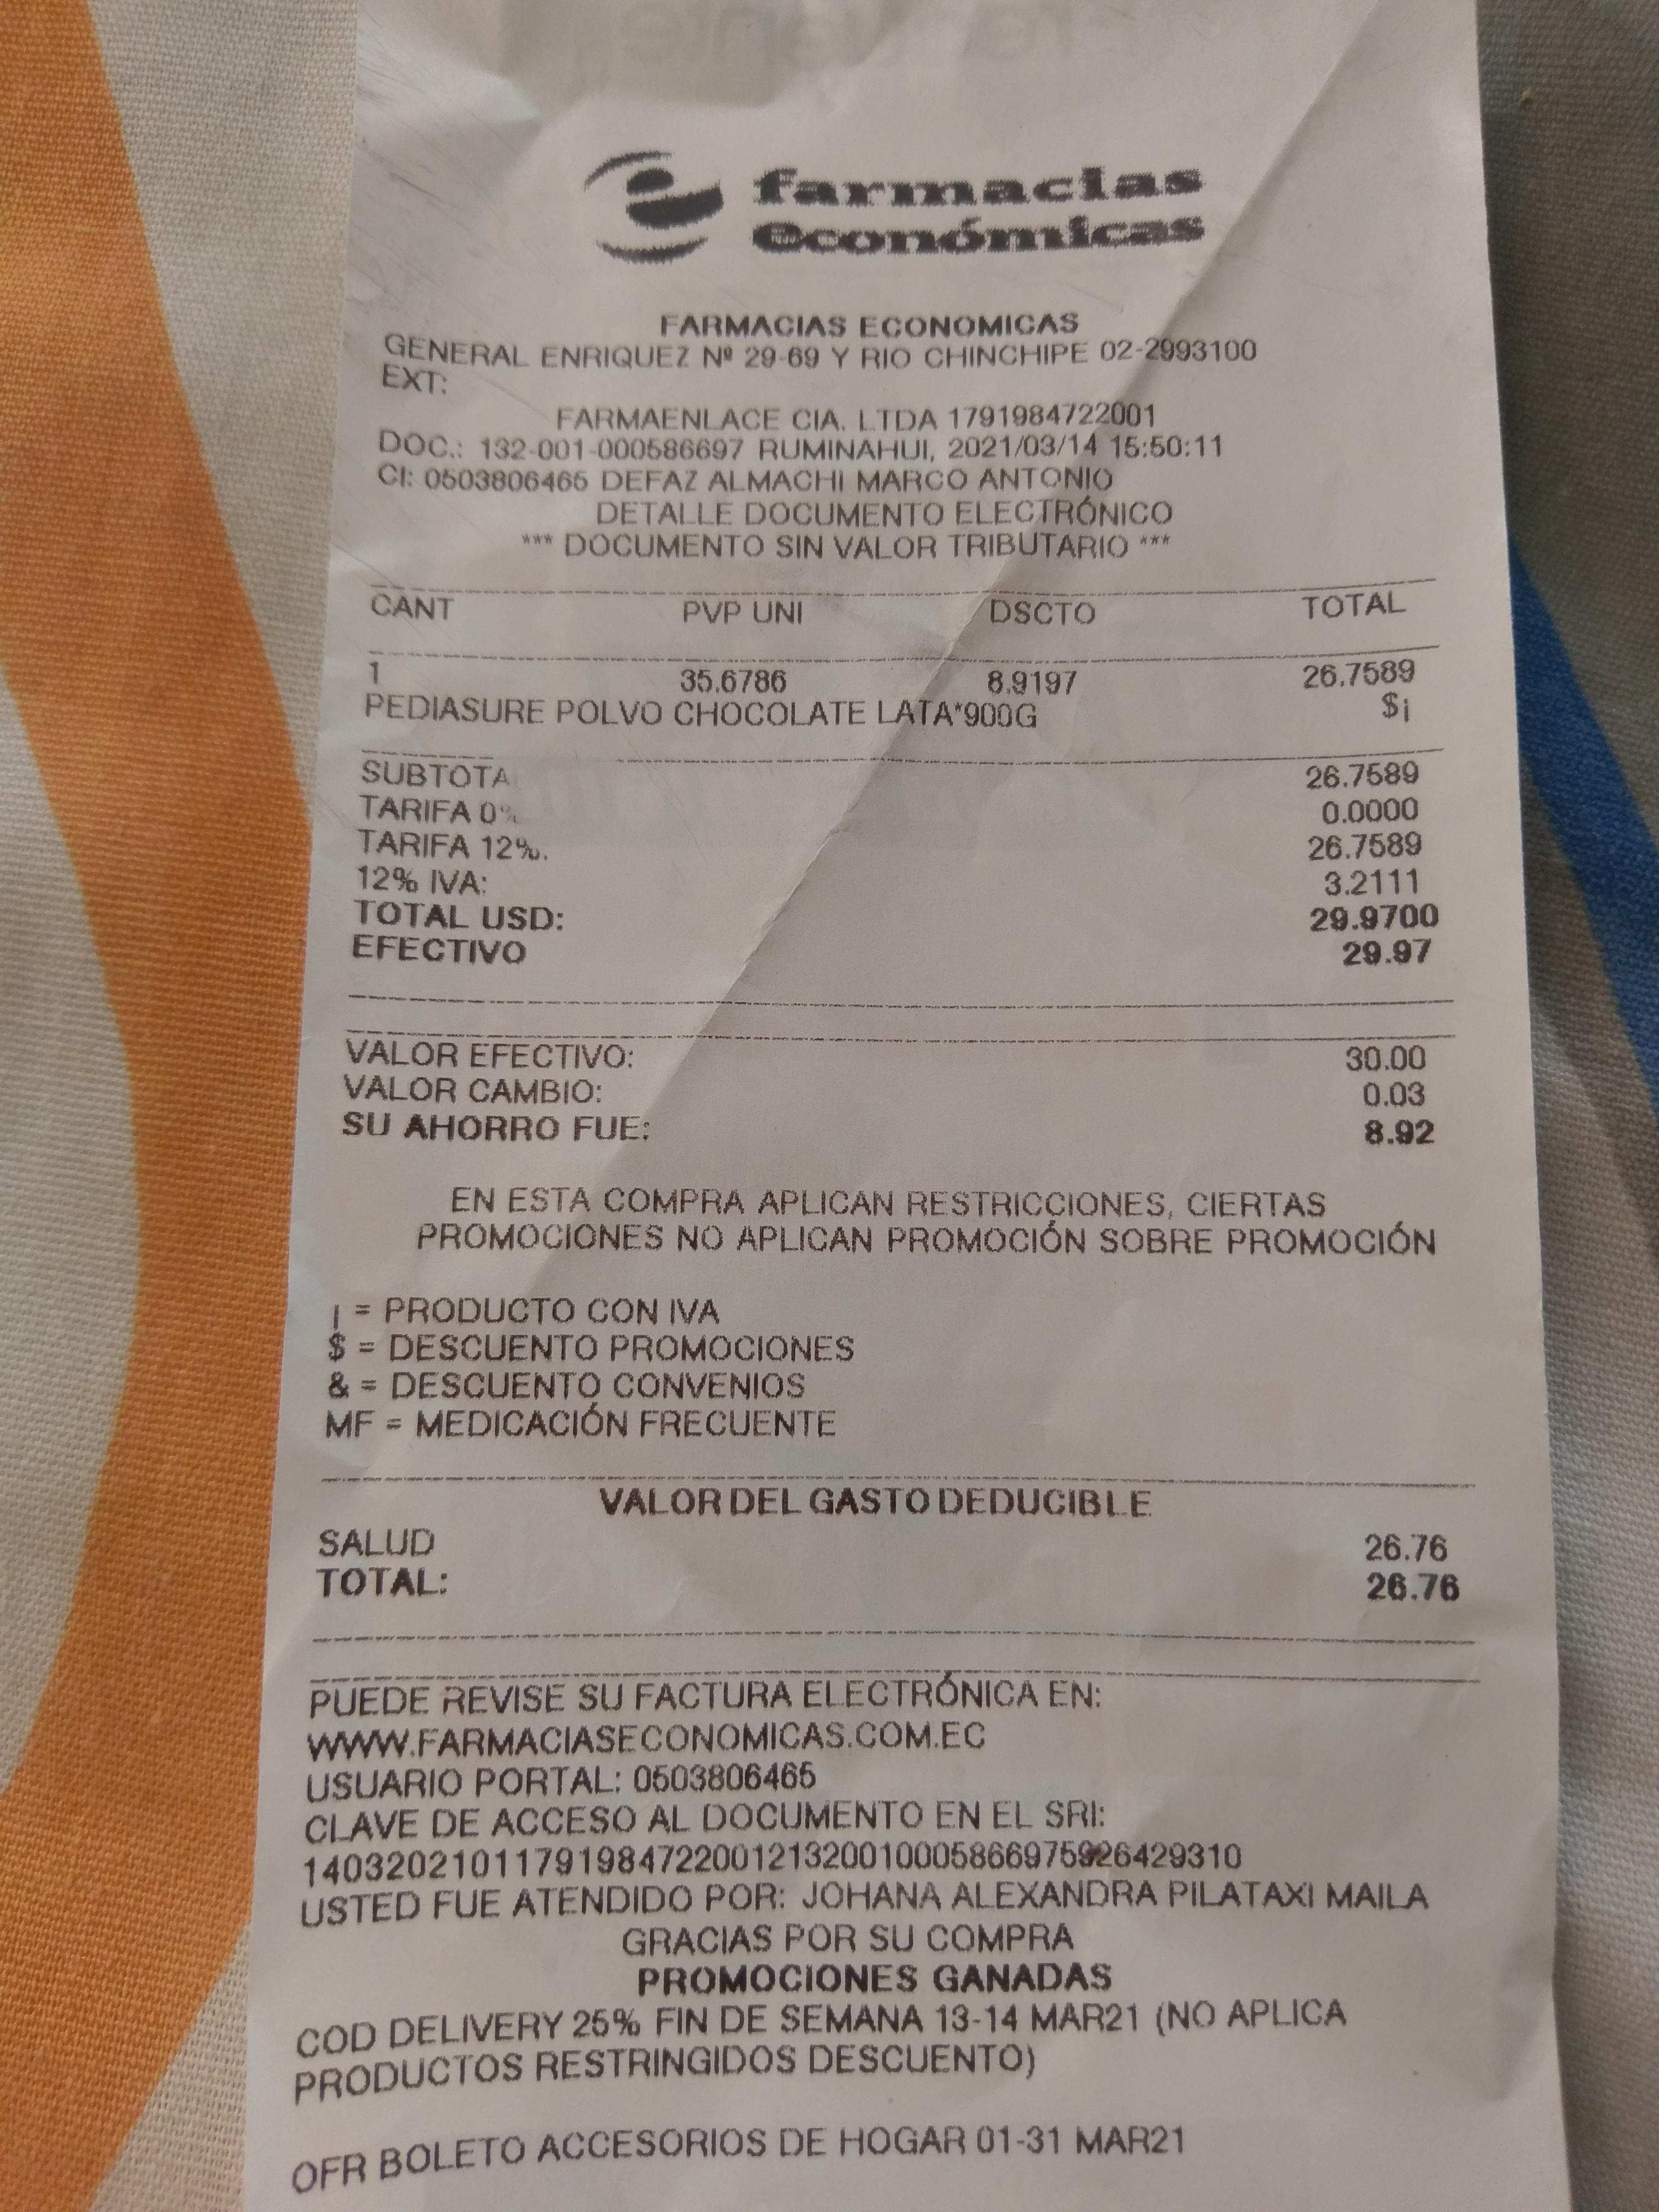 farmacias
económicas
FARMACIAS ECONOMICAS
GENERAL ENRIQUEZ Nº 29-69 Y RIO CHINCHIPE 02-2993100
EXT:
FARMAENLACE CIA. LTDA 1791984722001
DOC.: 132-001-000586697 RUMINAHUI, 2021/03/14 15:50:11
CI: 0503806465 DEFAZ ALMACHI MARCO ANTONIO
DETALLE DOCUMENTO ELECTRÓNICO
*** DOCUMENTO SIN VALOR TRIBUTARIO ***
CANT PVP UNI DSCTO TOTAL
1 35.6786 8.9197 26.7589
PEDIASURE POLVO CHOCOLATE LATA*900G $¡
SUBTOTA 26.7589
TARIFA 0% 0.0000
TARIFA 12%. 26.7589
12% IVA: 3.2111
TOTAL USD: 29.9700
EFECTIVO 29.97
VALOR EFECTIVO: 30.00
VALOR CAMBIO: 0.03
SU AHORRO FUE: 8.92
EN ESTA COMPRA APLICAN RESTRICCIONES, CIERTAS
PROMOCIONES NO APLICAN PROMOCIÓN SOBRE PROMOCIÓN
¡ = PRODUCTO CON IVA
$ = DESCUENTO PROMOCIONES
& = DESCUENTO CONVENIOS
MF = MEDICACIÓN FRECUENTE
VALOR DEL GASTO DEDUCIBLE
SALUD 26.76
TOTAL: 26.76
PUEDE REVISE SU FACTURA ELECTRÓNICA EN:
WWW.FARMACIASECONOMICAS.COM.EC
USUARIO PORTAL: 0503806465
CLAVE DE ACCESO AL DOCUMENTO EN EL SRI:
1403202101179198472200121320010005866975926429310
USTED FUE ATENDIDO POR: JOHANA ALEXANDRA PILATAXI MAILA
GRACIAS POR SU COMPRA
PROMOCIONES GANADAS
COD DELIVERY 25% FIN DE SEMANA 13-14 MAR21 (NO APLICA
PRODUCTOS RESTRINGIDOS DESCUENTO)
OFR BOLETO ACCESORIOS DE HOGAR 01-31 MAR21